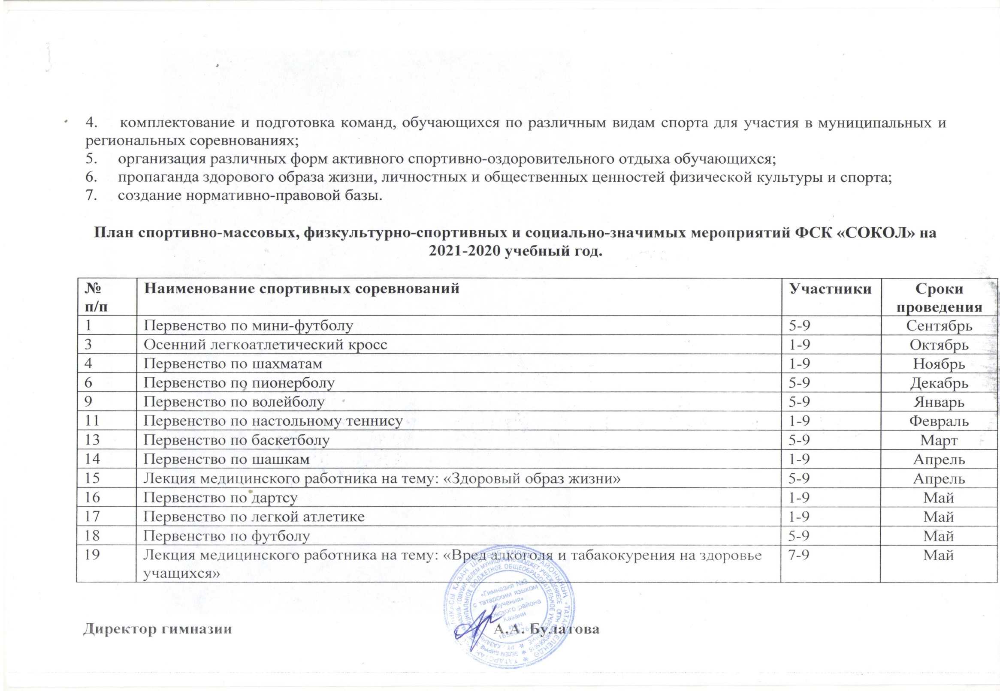 4. комплектование и подготовка команд, обучающихся по различным видам спорта для участия в муниципальных и
региональных соревнованиях;
5. организация различных форм активного спортивно-оздоровительного отдыха обучающихся;
6. пропаганда здорового образа жизни, личностных и общественных ценностей физической культуры и спорта;
7. создание нормативно-правовой базы.
План спортивно-массовых, физкультурно-спортивных и социально-значимых мероприятий ФСК «СОКОЛ» на
2021-2020 учебный год.
№ п/п Наименование спортивных соревнований Участники Сроки проведения
1 Первенство по мини-футболу 5-9 Сентябрь
3 Осенний легкоатлетический кросс 1-9 Октябрь
4 Первенство по шахматам 1-9 Ноябрь
6 Первенство по пионерболу 5-9 Декабрь
9 Первенство по волейболу 5-9 Январь
11 Первенство по настольному теннису 1-9 Февраль
13 Первенство по баскетболу 5-9 Март
14 Первенство по шашкам 1-9 Апрель
15 Лекция медицинского работника на тему: «Здоровый образ жизни» 5-9 Апрель
16 Первенство по дартсу 1-9 Май
17 Первенство по легкой атлетике 1-9 Май
18 Первенство по футболу 5-9 Май
19 Лекция медицинского работника на тему: «Вред алкоголя и табакокурения на здоровье 7-9 Май
учащихся»
Директор гимназии А.А. Булатова
«Гимназия №3
с татарским языком
обучения»
района
Казани